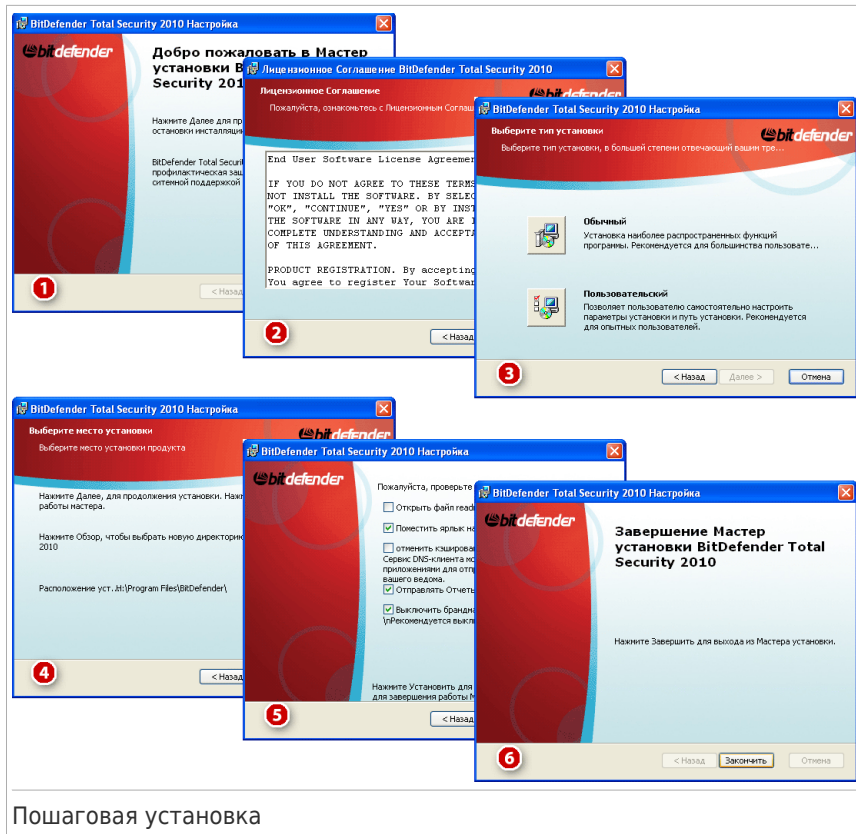 BitDefender Total Security 2010 Настройка
bitdefender
Добро пожаловать в Мастер
установки B
Security 201
Нажмите Далее для пр
остановки инсталляци
BitDefender Total Securi
профилактическая защ
ситемной поддержкой
< Назад
1
Лицензионное Соглашение BitDefender Total Security 2010
Лицензионное Соглашение
bitdefender
Пожалуйста, ознакомьтесь с Лицензионным Соглаш
End User Software License Agreemen
IF YOU DO NOT AGREE TO THESE TERMS
NOT INSTALL THE SOFTWARE. BY SELEC
"OK", "CONTINUE", "YES" OR BY INST
THE SOFTWARE IN ANY WAY, YOU ARE I
COMPLETE UNDERSTANDING AND ACCEPTA
OF THIS AGREEMENT.
PRODUCT REGISTRATION. By accepting
You agree to register Your Softwar
< Назад
2
BitDefender Total Security 2010 Настройка
Выберите тип установки
bitdefender
Выберите тип установки, в большей степени отвечающий вашим тре...
Обычный
Установка наиболее распространенных функций
программы. Рекомендуется для большинства пользовате...
Пользовательский
Позволяет пользователю самостоятельно настроить
параметры установки и путь установки. Рекомендуется
для опытных пользователей.
< Назад Далее > Отмена
3
BitDefender Total Security 2010 Настройка
Выберите место установки
bitdefender
Выберите место установки продукта
Нажмите Далее, для продолжения установки. Наж
работы мастера.
Нажмите Обзор, чтобы выбрать новую директорию
2010
Расположение уст. H:\Program Files\BitDefender\
< Назад
4
BitDefender Total Security 2010 Настройка
bitdefender
Пожалуйста, проверьте
Открыть файл readm
Поместить ярлык на
отменить кэширова
Сервис DNS-клиента мо
приложениями для отп
вашего ведома.
Отправлять Отчеты
Выключить брандма
\nРекомендуется выкл
Нажмите Установить для
для завершения работы М
< Назад
5
BitDefender Total Security 2010 Настройка
bitdefender
Завершение Мастер
установки BitDefender Total
Security 2010
Нажмите Завершить для выхода из Мастера установки.
< Назад Закончить Отмена
6
Пошаговая установка